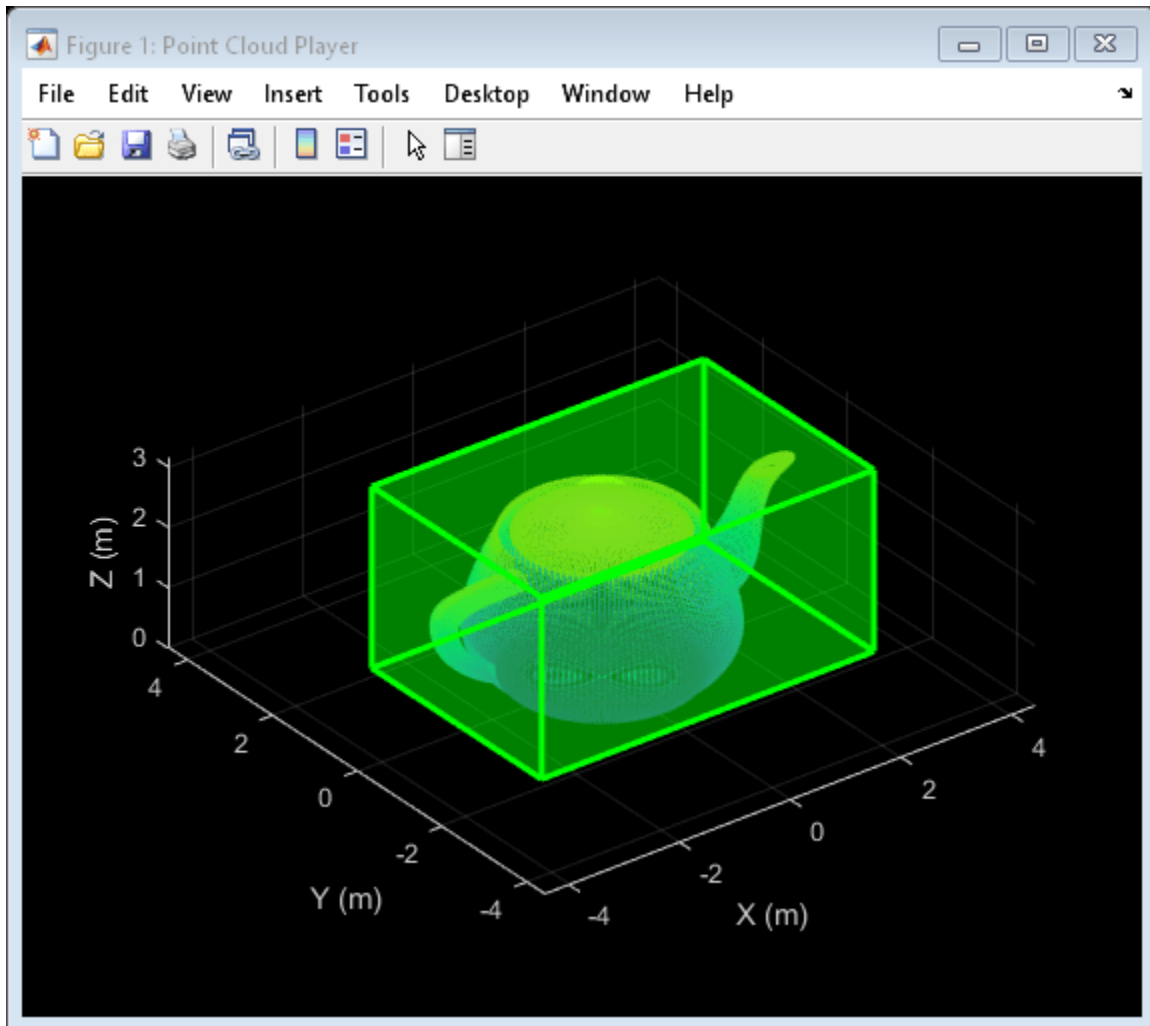 Figure 1: Point Cloud Player
File Edit View Insert Tools Desktop Window Help
3
2
1
0
Z (m)
4
2
0
-2
-4
Y (m)
4
2
0
-2
-4
X (m)